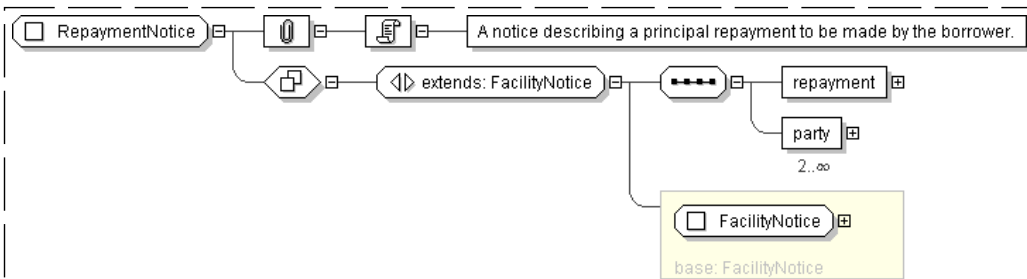 RepaymentNotice
A notice describing a principal repayment to be made by the borrower.
extends: FacilityNotice
repayment
party
2..∞
FacilityNotice
base: FacilityNotice